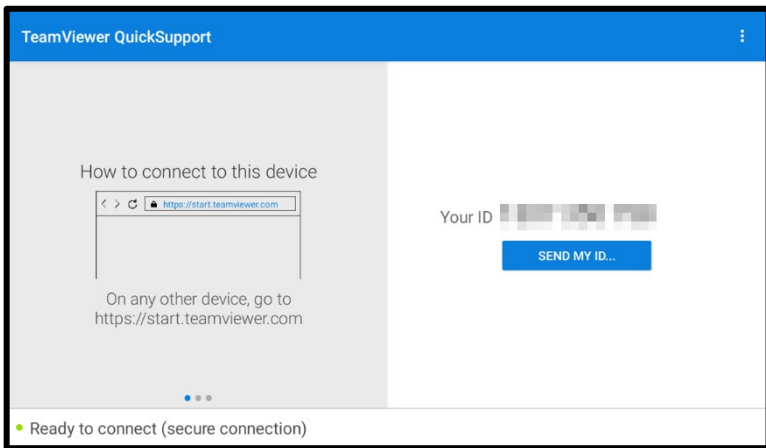 TeamViewer QuickSupport
How to connect to this device
https://start.teamviewer.com
On any other device, go to
https://start.teamviewer.com
Your ID
SEND MY ID...
Ready to connect (secure connection)